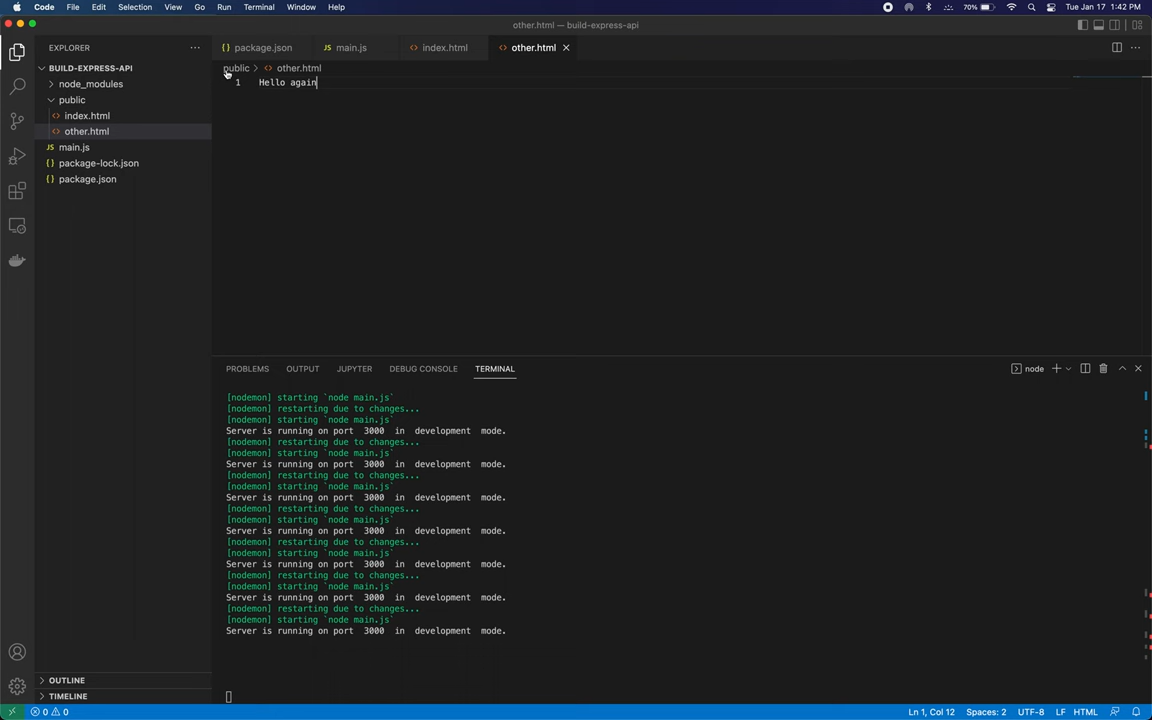 Code File Edit Selection View Go Run Terminal Window Help 70% Tue Jan 17 1:42 PM
other.html — build-express-api
EXPLORER
package.json
JS main.js
index.html
other.html
BUILD-EXPRESS-API
public > other.html
node_modules
1 Hello again
public
index.html
other.html
JS main.js
{} package-lock.json
{} package.json
PROBLEMS OUTPUT JUPYTER DEBUG CONSOLE TERMINAL
node
[nodemon] starting `node main.js`
[nodemon] restarting due to changes...
[nodemon] starting `node main.js`
Server is running on port 3000 in development mode.
[nodemon] restarting due to changes...
[nodemon] starting `node main.js`
Server is running on port 3000 in development mode.
[nodemon] restarting due to changes...
[nodemon] starting `node main.js`
Server is running on port 3000 in development mode.
[nodemon] restarting due to changes...
[nodemon] starting `node main.js`
Server is running on port 3000 in development mode.
[nodemon] restarting due to changes...
[nodemon] starting `node main.js`
Server is running on port 3000 in development mode.
[nodemon] restarting due to changes...
[nodemon] starting `node main.js`
Server is running on port 3000 in development mode.
[nodemon] restarting due to changes...
[nodemon] starting `node main.js`
Server is running on port 3000 in development mode.
OUTLINE
TIMELINE
0 0 Ln 1, Col 12 Spaces: 2 UTF-8 LF HTML